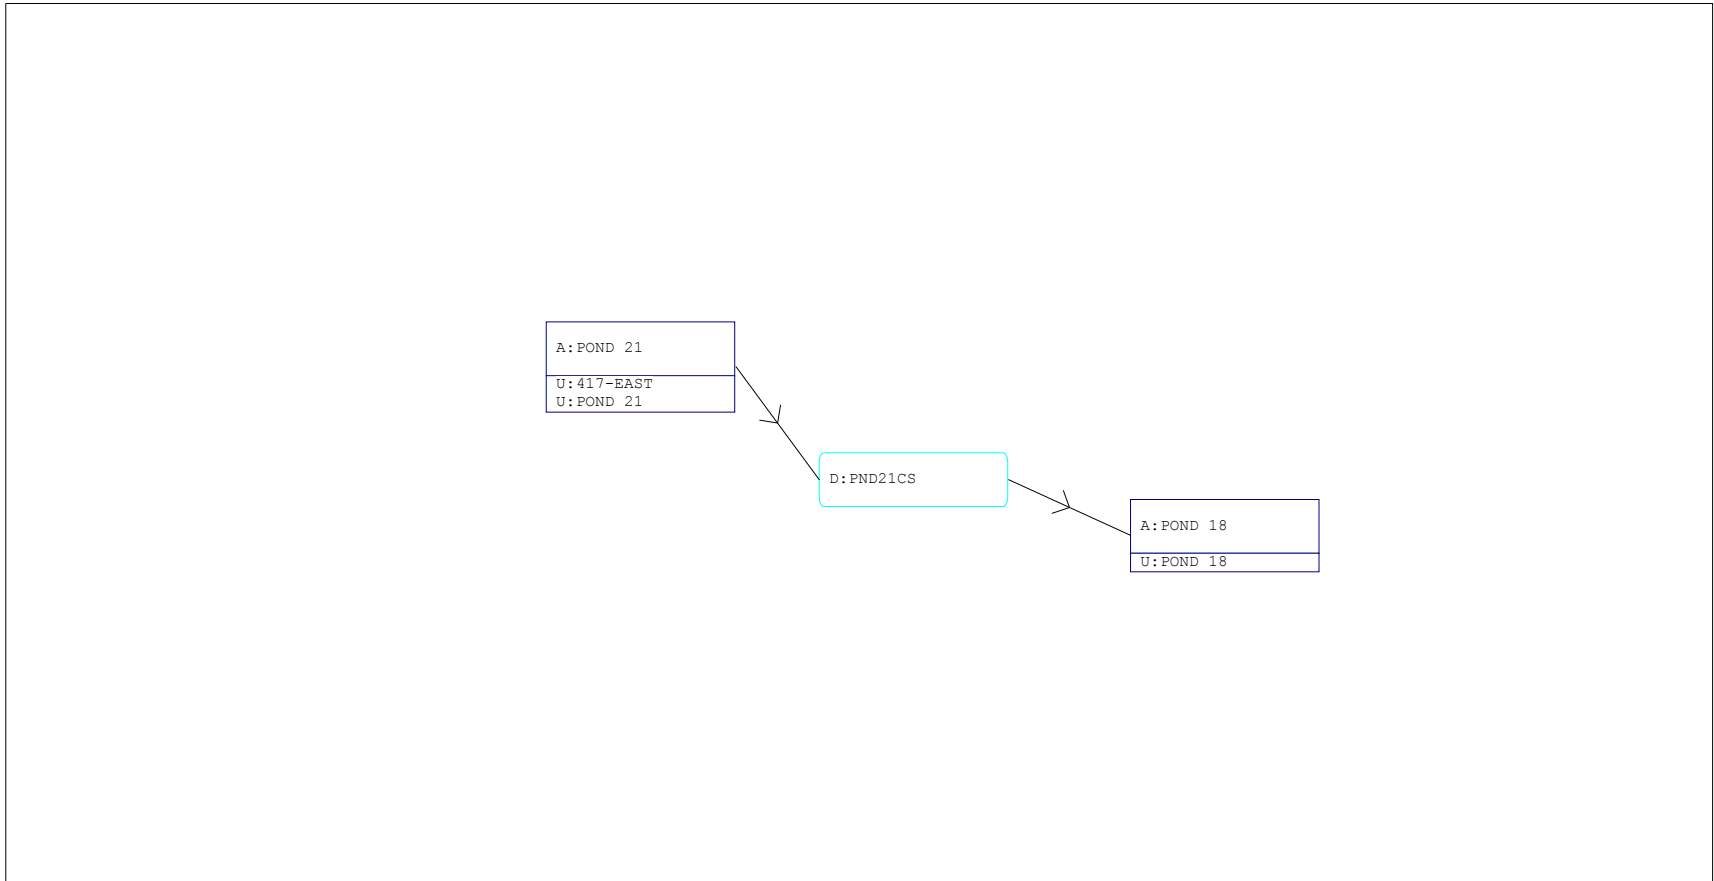 A:POND 21
U:417-EAST
U:POND 21
D:PND21CS
A:POND 18
U:POND 18